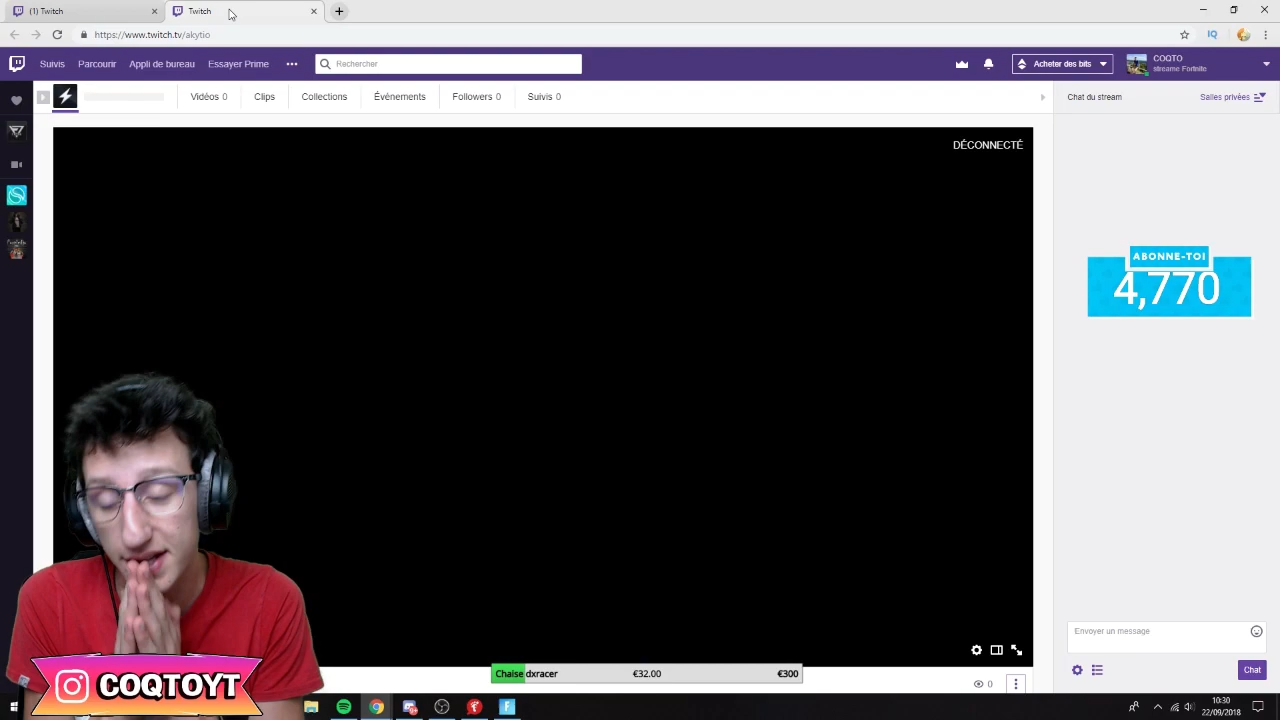 (1) Twitch
Twitch
https://www.twitch.tv/akytio
Suivis Parcourir Appli de bureau Essayer Prime
Rechercher
Acheter des bits
COQTO
streame Fortnite
Vidéos 0 Clips Collections Événements Followers 0 Suivis 0
Chat du stream
Salles privées
DÉCONNECTÉ
ABONNE-TOI
4,770
Envoyer un message
Chat
Chaise dxracer €32.00 €300
0
COQTOYT
10:30
22/09/2018